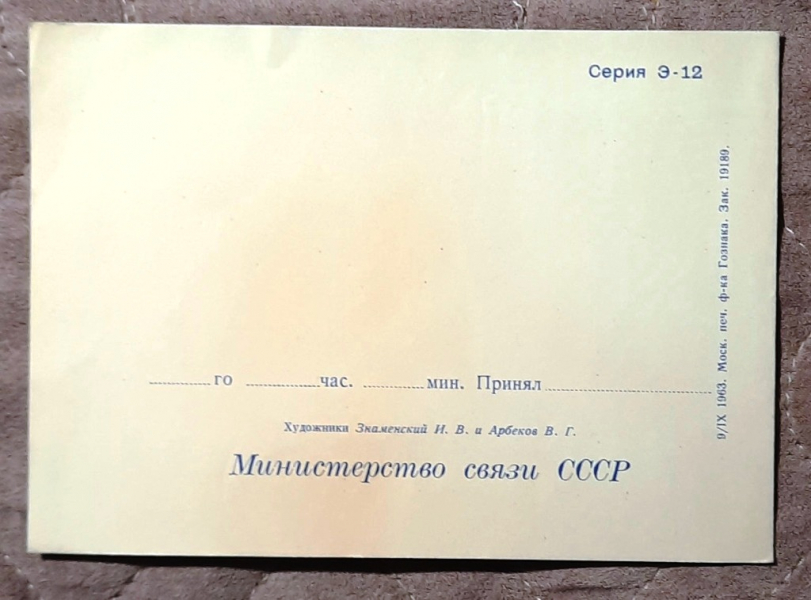 Серия Э-12
9/IX 1963. Моск. печ. ф-ка Гознака. Зак. 19189.
го час. мин. Принял
Художники Знаменский И. В. и Арбеков В. Г.
Министерство связи СССР